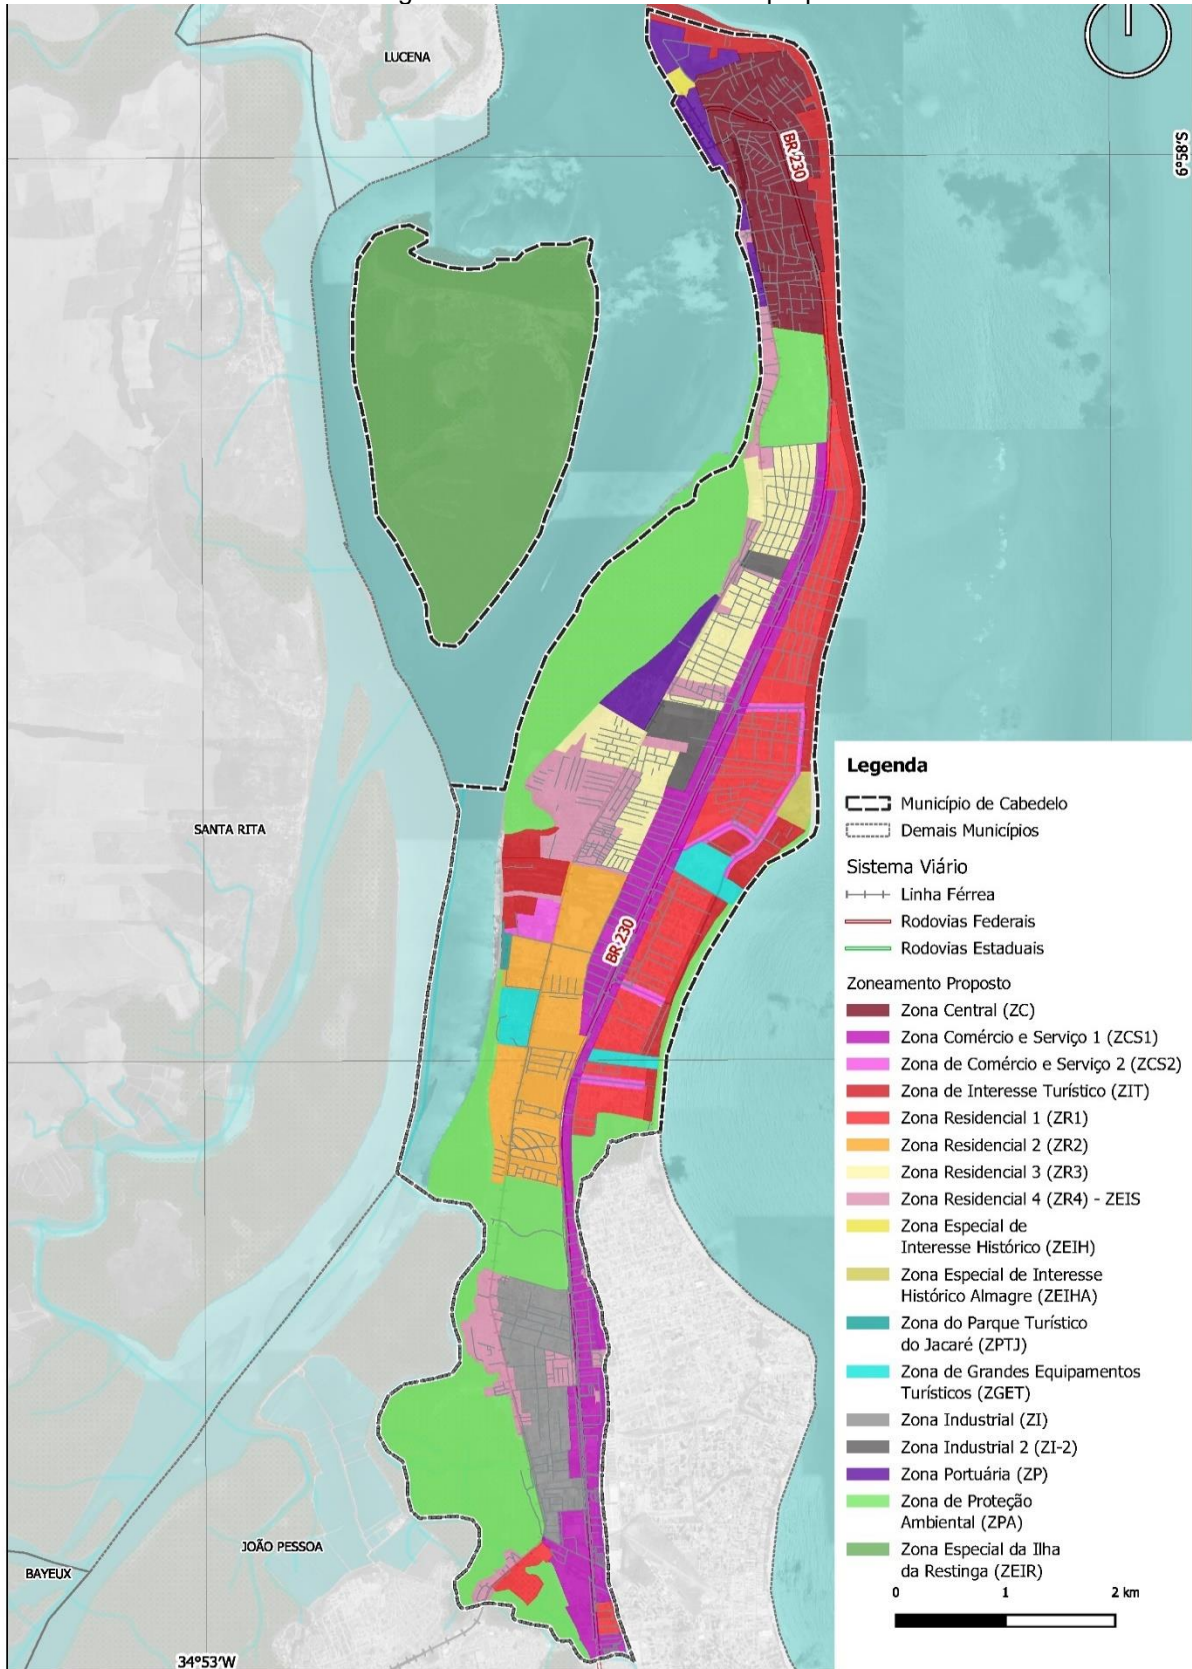 LUCENA
BR-230
6°58'S
SANTA RITA
BR-230
JOÃO PESSOA
BAYEUX
34°53'W
Legenda
Município de Cabedelo
Demais Municípios
Sistema Viário
Linha Férrea
Rodovias Federais
Rodovias Estaduais
Zoneamento Proposto
Zona Central (ZC)
Zona Comércio e Serviço 1 (ZCS1)
Zona de Comércio e Serviço 2 (ZCS2)
Zona de Interesse Turístico (ZIT)
Zona Residencial 1 (ZR1)
Zona Residencial 2 (ZR2)
Zona Residencial 3 (ZR3)
Zona Residencial 4 (ZR4) - ZEIS
Zona Especial de
Interesse Histórico (ZEIH)
Zona Especial de Interesse
Histórico Almagre (ZEIHA)
Zona do Parque Turístico
do Jacaré (ZPTJ)
Zona de Grandes Equipamentos
Turísticos (ZGET)
Zona Industrial (ZI)
Zona Industrial 2 (ZI-2)
Zona Portuária (ZP)
Zona de Proteção
Ambiental (ZPA)
Zona Especial da Ilha
da Restinga (ZEIR)
0 1 2 km